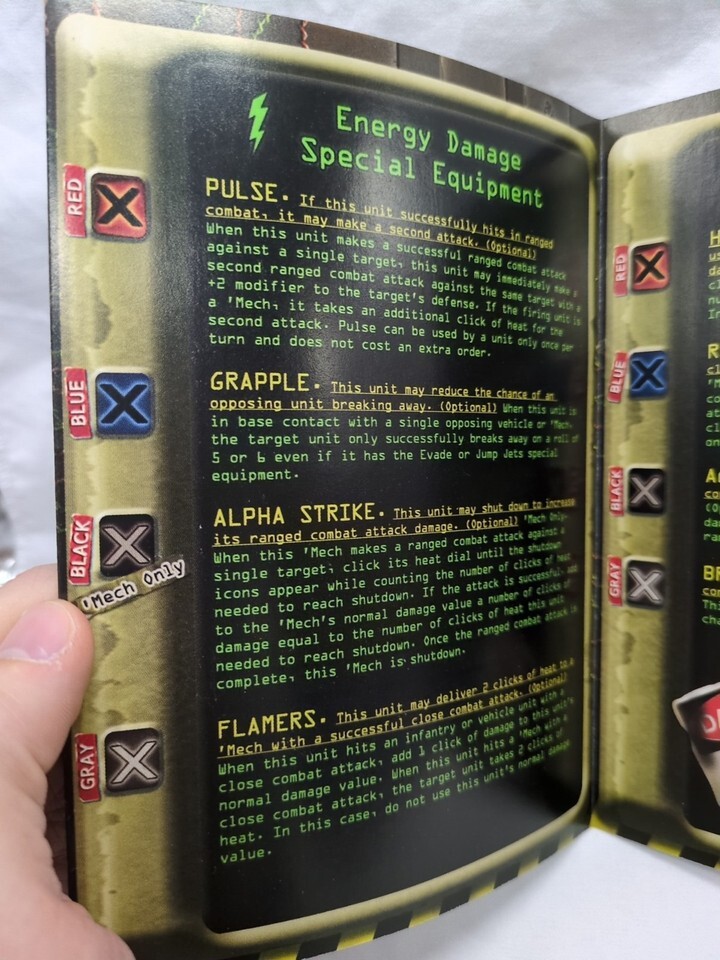 Energy Damage
Special Equipment
RED
PULSE. If this unit successfully hits in ranged
combat, it may make a second attack. (Optional)
When this unit makes a successful ranged combat attack
against a single target, this unit may immediately make a
second ranged combat attack against the same target with a
+2 modifier to the target's defense. If the firing unit is
a 'Mech, it takes an additional click of heat for the
second attack. Pulse can be used by a unit only once per
turn and does not cost an extra order.
BLUE
GRAPPLE. This unit may reduce the chance of an
opposing unit breaking away. (Optional) When this unit is
in base contact with a single opposing vehicle or 'Mech,
the target unit only successfully breaks away on a roll of
5 or 6 even if it has the Evade or Jump Jets special
equipment.
BLACK
'Mech Only
ALPHA STRIKE. This unit may shut down to increase
its ranged combat attack damage. (Optional) 'Mech Only.
When this 'Mech makes a ranged combat attack against a
single target, click its heat dial until the shutdown
icons appear while counting the number of clicks of heat
needed to reach shutdown. If the attack is successful, add
to the 'Mech's normal damage value a number of clicks of
damage equal to the number of clicks of heat this unit
needed to reach shutdown. Once the ranged combat attack is
complete, this 'Mech is shutdown.
GRAY
FLAMERS. This unit may deliver 2 clicks of heat to a
'Mech with a successful close combat attack. (Optional)
When this unit hits an infantry or vehicle unit with a
close combat attack, add 1 click of damage to this unit's
normal damage value. When this unit hits a 'Mech with a
close combat attack, the target unit takes 2 clicks of
heat. In this case, do not use this unit's normal damage
value.
RED
BLUE
BLACK
GRAY